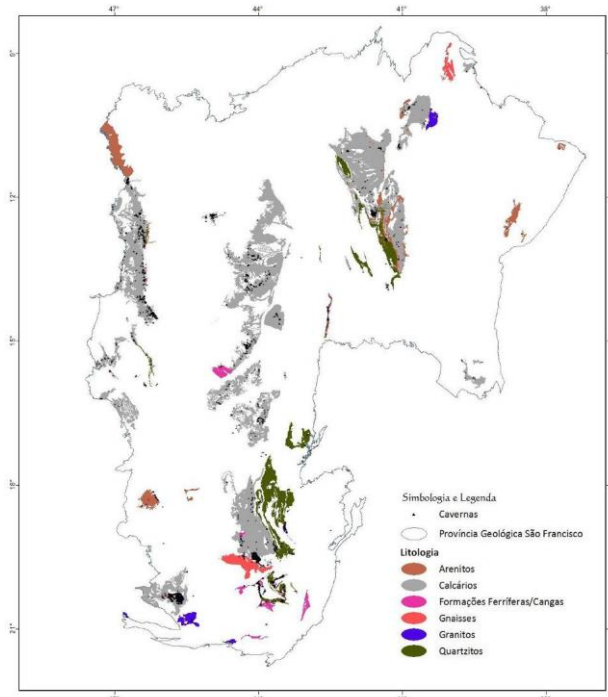 47° 44° 41° 38°
9°
12°
15°
18°
Simbologia e Legenda
Cavernas
Província Geológica São Francisco
Litologia
Arenitos
Calcários
Formações Ferríferas/Cangas
Gnaisses
Granitos
Quartzitos
21°